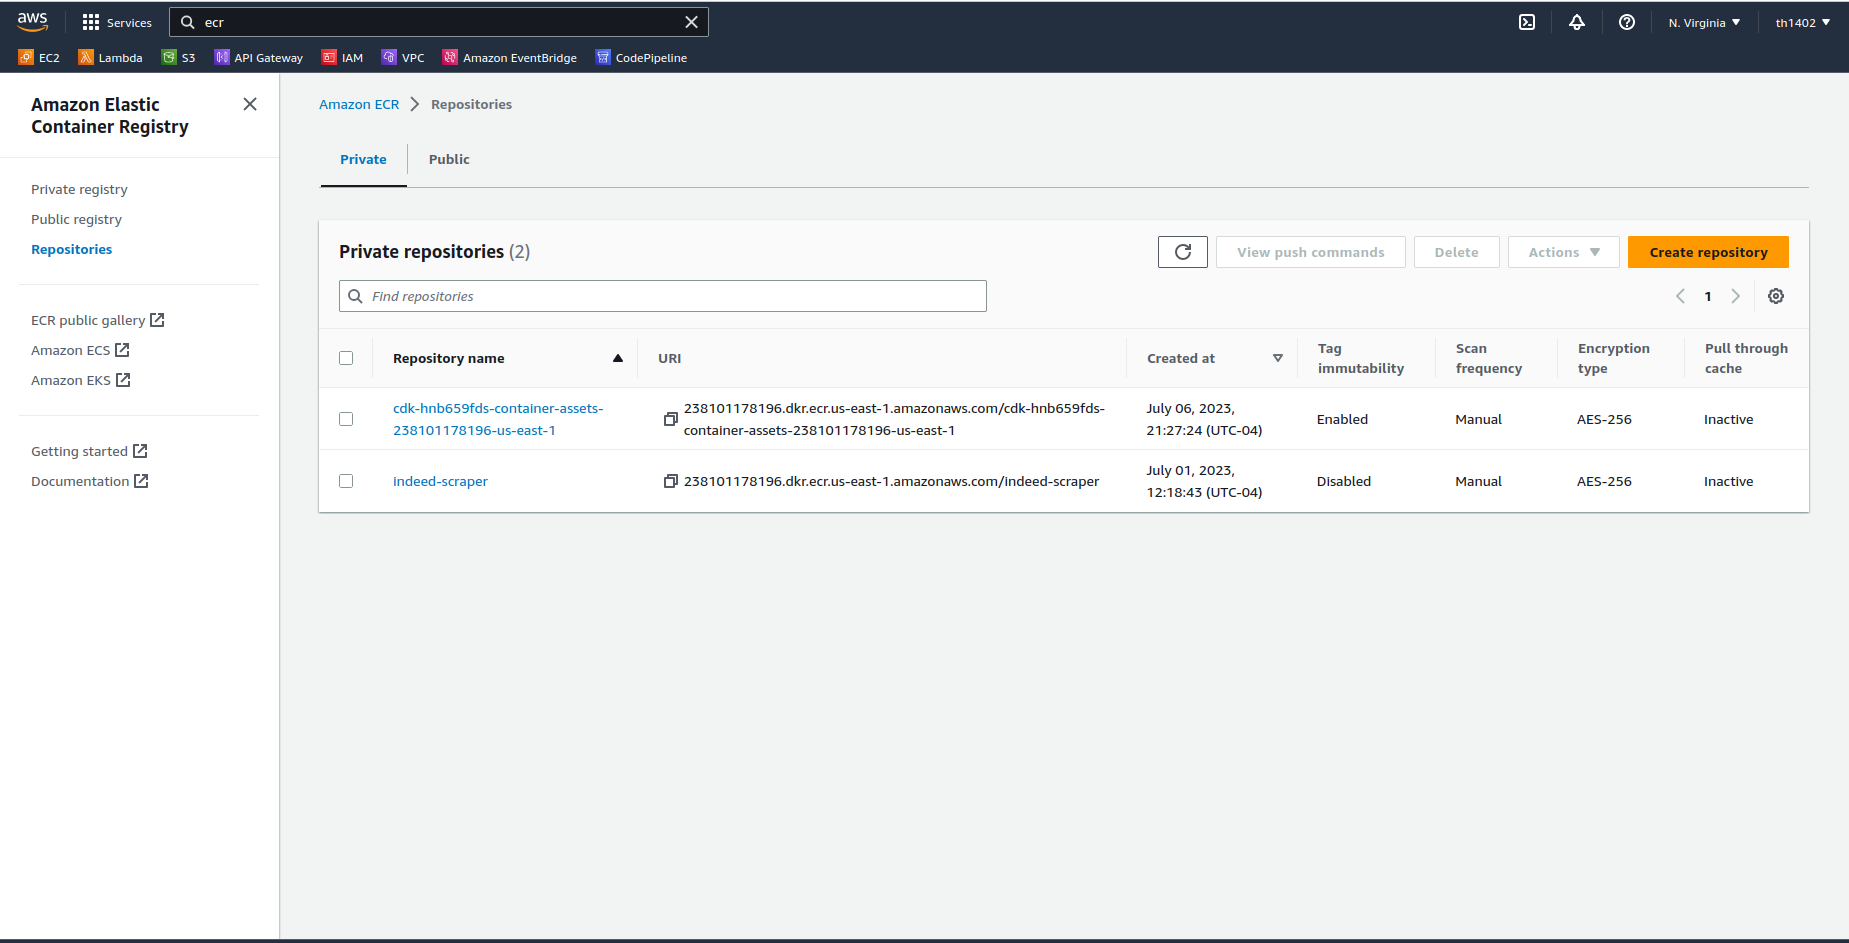 aws
Services
ecr
N. Virginia
th1402
EC2
Lambda
S3
API Gateway
IAM
VPC
Amazon EventBridge
CodePipeline
Amazon Elastic
Container Registry
Private registry
Public registry
Repositories
ECR public gallery
Amazon ECS
Amazon EKS
Getting started
Documentation
Amazon ECR
Repositories
Private
Public
Private repositories (2)
View push commands
Delete
Actions
Create repository
Find repositories
1
Repository name
URI
Created at
Tag
immutability
Scan
frequency
Encryption
type
Pull through
cache
cdk-hnb659fds-container-assets-
238101178196-us-east-1
238101178196.dkr.ecr.us-east-1.amazonaws.com/cdk-hnb659fds-
container-assets-238101178196-us-east-1
July 06, 2023,
21:27:24 (UTC-04)
Enabled
Manual
AES-256
Inactive
indeed-scraper
238101178196.dkr.ecr.us-east-1.amazonaws.com/indeed-scraper
July 01, 2023,
12:18:43 (UTC-04)
Disabled
Manual
AES-256
Inactive